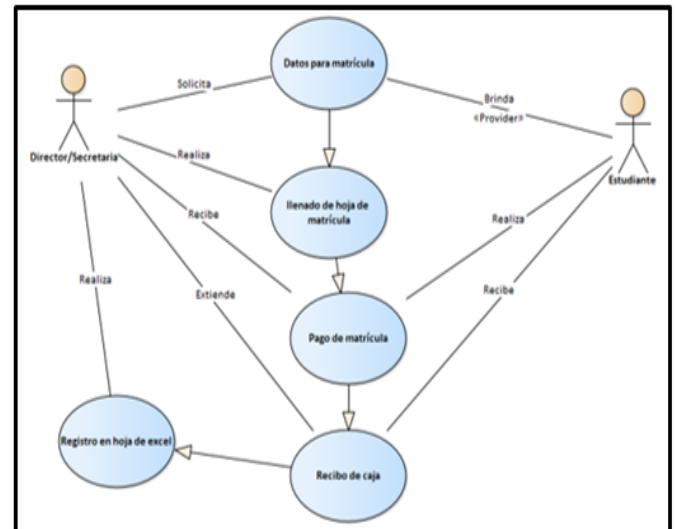 Datos para matrícula
Solicita
Brinda
«Provider»
Director/Secretaria
Estudiante
Realiza
llenado de hoja de
matrícula
Recibe
Realiza
Realiza
Extiende
Recibe
Pago de matrícula
Registro en hoja de excel
Recibo de caja